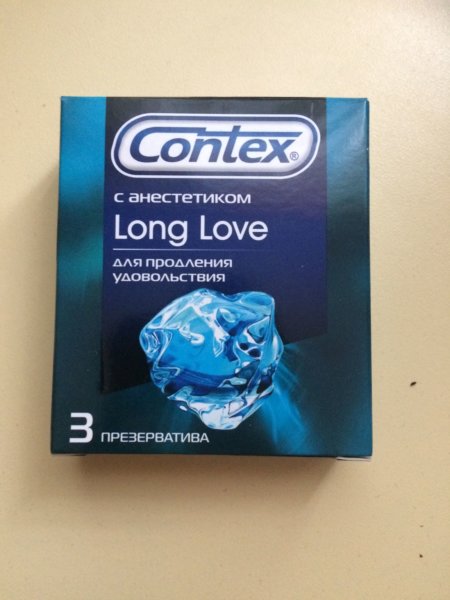 Contex®
с анестетиком
Long Love
для продления
удовольствия
3 ПРЕЗЕРВАТИВА